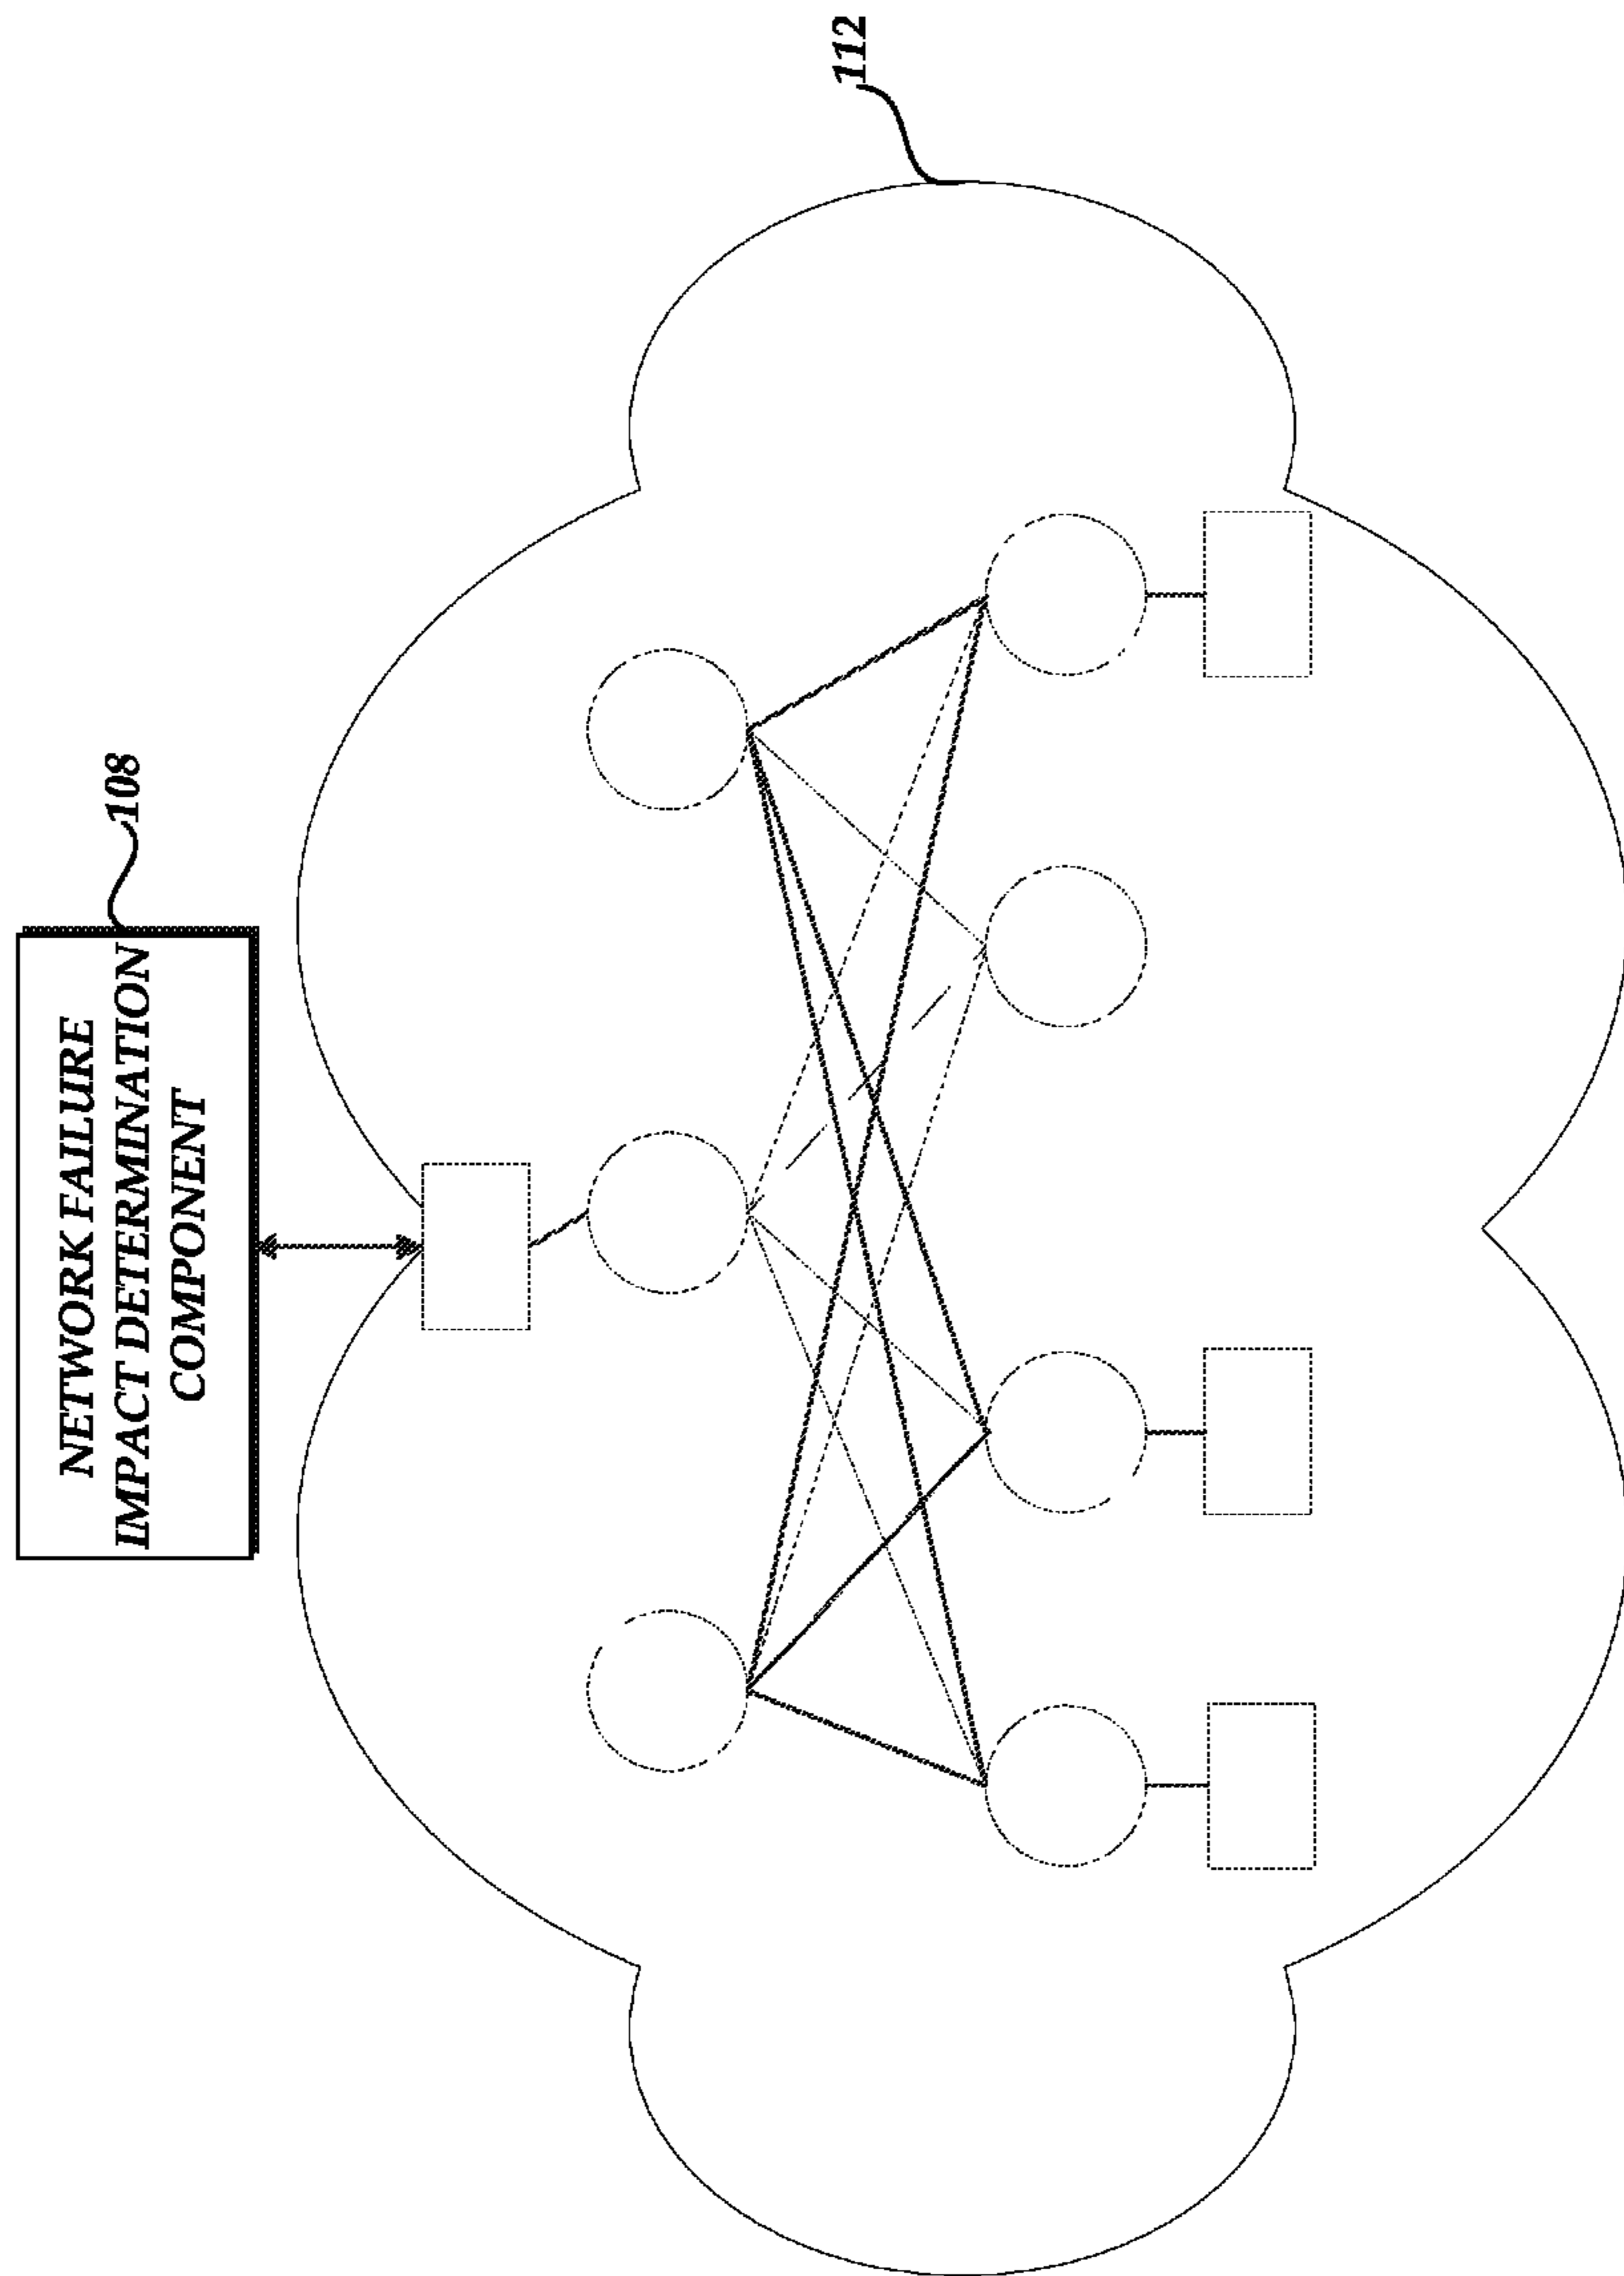 NETWORK FAILURE
IMPACT DETERMINATION
COMPONENT
108
112